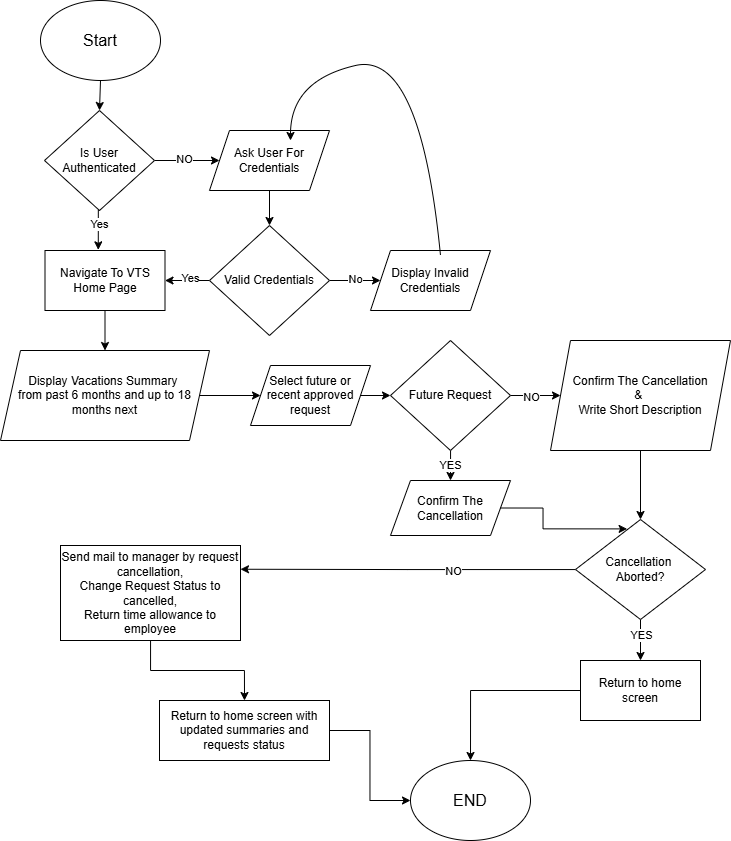 Start
Is User
Authenticated
NO
Ask User For
Credentials
Yes
Navigate To VTS
Home Page
Yes
Valid Credentials
No
Display Invalid
Credentials
Display Vacations Summary
from past 6 months and up to 18
months next
Select future or
recent approved
request
Future Request
NO
Confirm The Cancellation
&
Write Short Description
YES
Confirm The
Cancellation
Cancellation
Aborted?
NO
Send mail to manager by request
cancellation,
Change Request Status to
cancelled,
Return time allowance to
employee
YES
Return to home
screen
Return to home screen with
updated summaries and
requests status
END